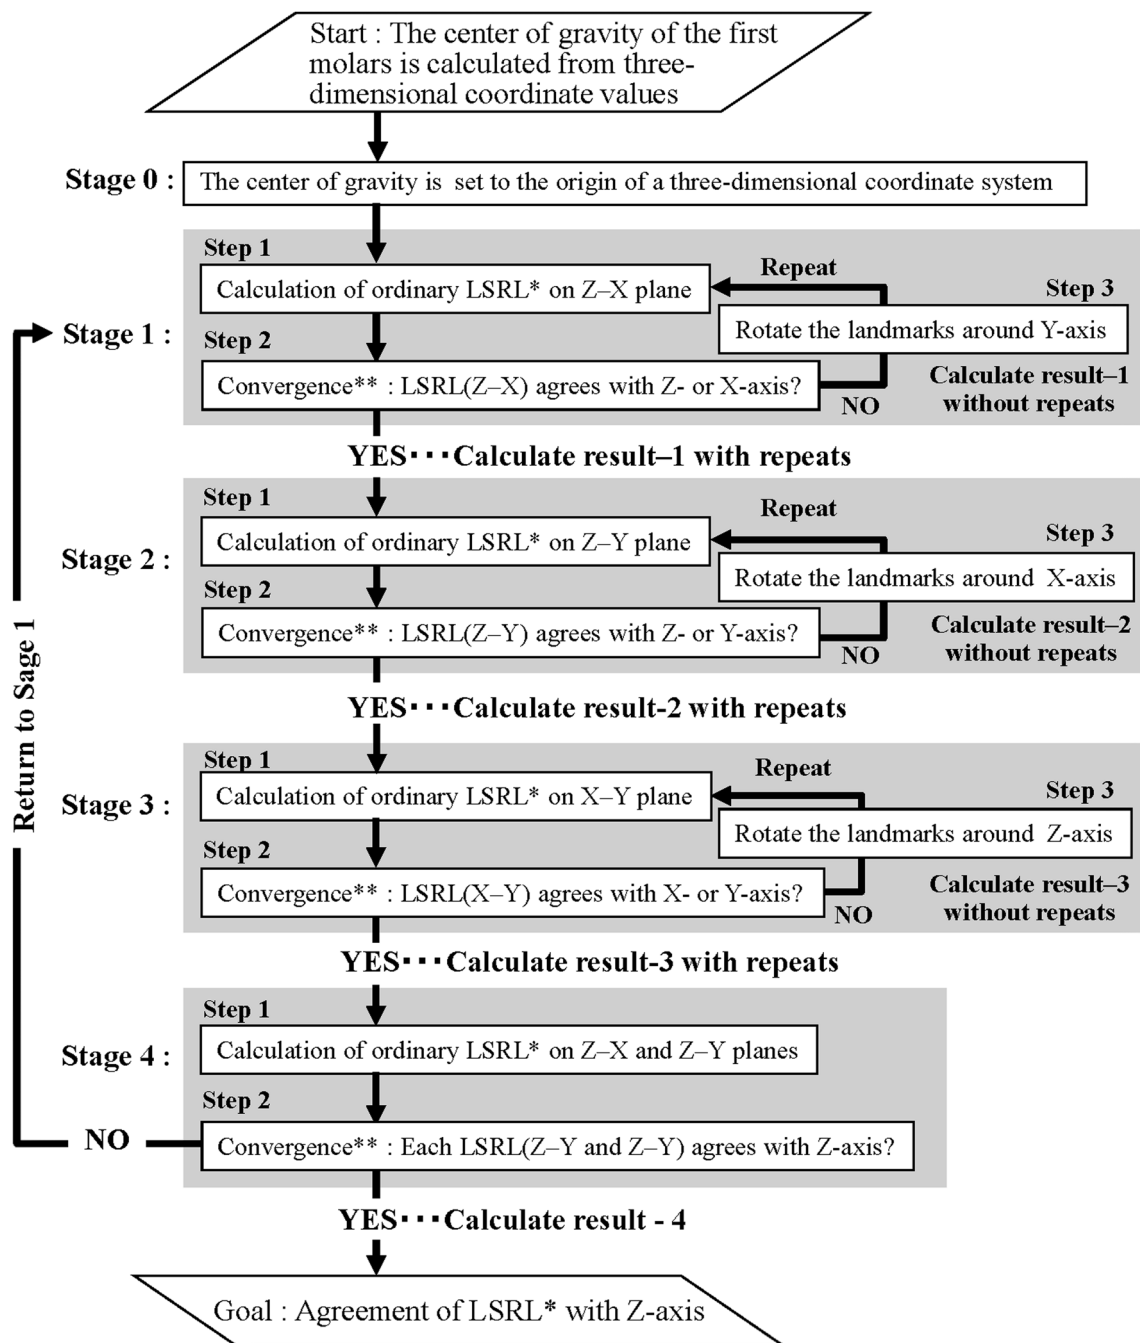 Start : The center of gravity of the first
molars is calculated from three-
dimensional coordinate values
Stage 0 :
The center of gravity is set to the origin of a three-dimensional coordinate system
Step 1
Calculation of ordinary LSRL* on Z–X plane
Repeat
Step 3
Rotate the landmarks around Y-axis
Stage 1 :
Step 2
Convergence** : LSRL(Z–X) agrees with Z- or X-axis?
NO
Calculate result–1
without repeats
YES···Calculate result–1 with repeats
Step 1
Calculation of ordinary LSRL* on Z–Y plane
Repeat
Step 3
Rotate the landmarks around X-axis
Stage 2 :
Step 2
Convergence** : LSRL(Z–Y) agrees with Z- or Y-axis?
NO
Calculate result–2
without repeats
YES···Calculate result-2 with repeats
Step 1
Calculation of ordinary LSRL* on X–Y plane
Repeat
Step 3
Rotate the landmarks around Z-axis
Stage 3 :
Step 2
Convergence** : LSRL(X–Y) agrees with X- or Y-axis?
NO
Calculate result–3
without repeats
YES···Calculate result-3 with repeats
Step 1
Calculation of ordinary LSRL* on Z–X and Z–Y planes
Stage 4 :
Step 2
Convergence** : Each LSRL(Z–Y and Z–Y) agrees with Z-axis?
NO
Return to Sage 1
YES···Calculate result - 4
Goal : Agreement of LSRL* with Z-axis